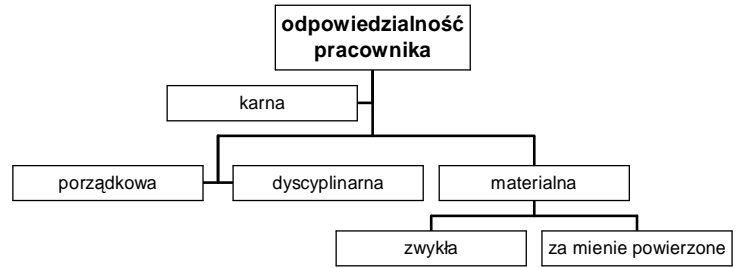 odpowiedzialność
pracownika
karna
porządkowa
dyscyplinarna
materialna
zwykła
za mienie powierzone